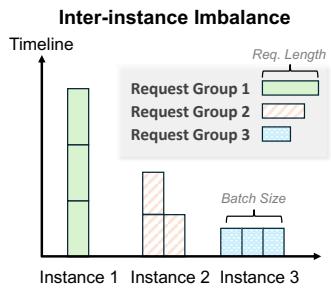 Inter-instance Imbalance
Timeline
Req. Length
Request Group 1
Request Group 2
Request Group 3
Batch Size
Instance 1 Instance 2 Instance 3